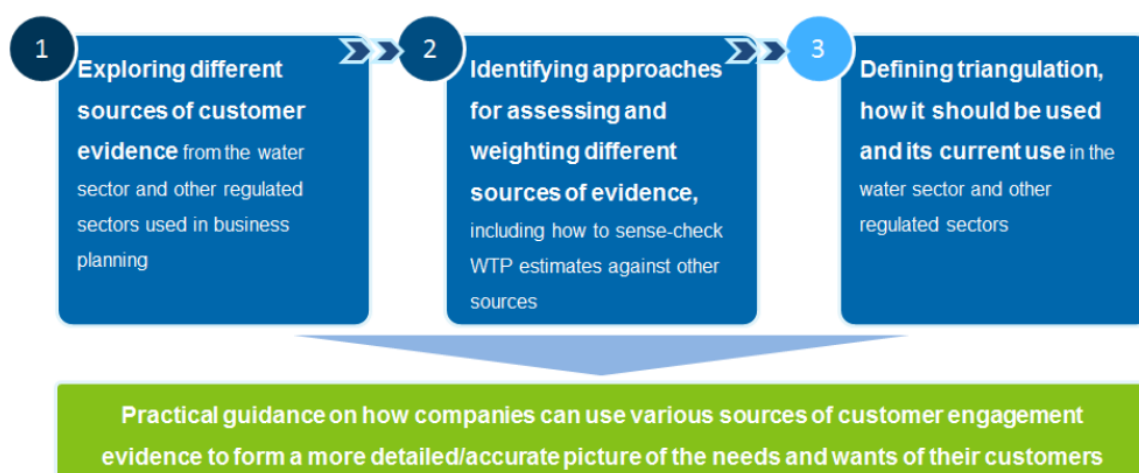 1
Exploring different
sources of customer
evidence from the water
sector and other regulated
sectors used in business
planning
2
Identifying approaches
for assessing and
weighting different
sources of evidence,
including how to sense-check
WTP estimates against other
sources
3
Defining triangulation,
how it should be used
and its current use in the
water sector and other
regulated sectors
Practical guidance on how companies can use various sources of customer engagement
evidence to form a more detailed/accurate picture of the needs and wants of their customers